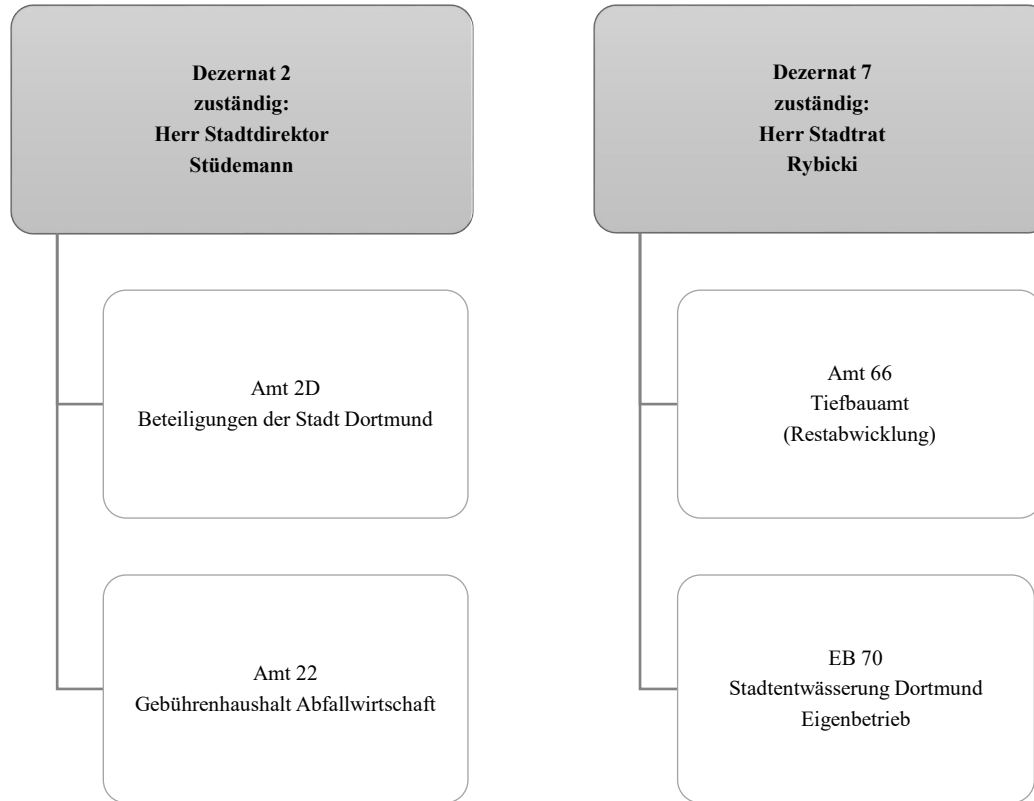 Dezernat 2
zuständig:
Herr Stadtdirektor
Stüdemann
Amt 2D
Beteiligungen der Stadt Dortmund
Amt 22
Gebührenhaushalt Abfallwirtschaft
Dezernat 7
zuständig:
Herr Stadtrat
Rybicki
Amt 66
Tiefbauamt
(Restabwicklung)
EB 70
Stadtentwässerung Dortmund
Eigenbetrieb